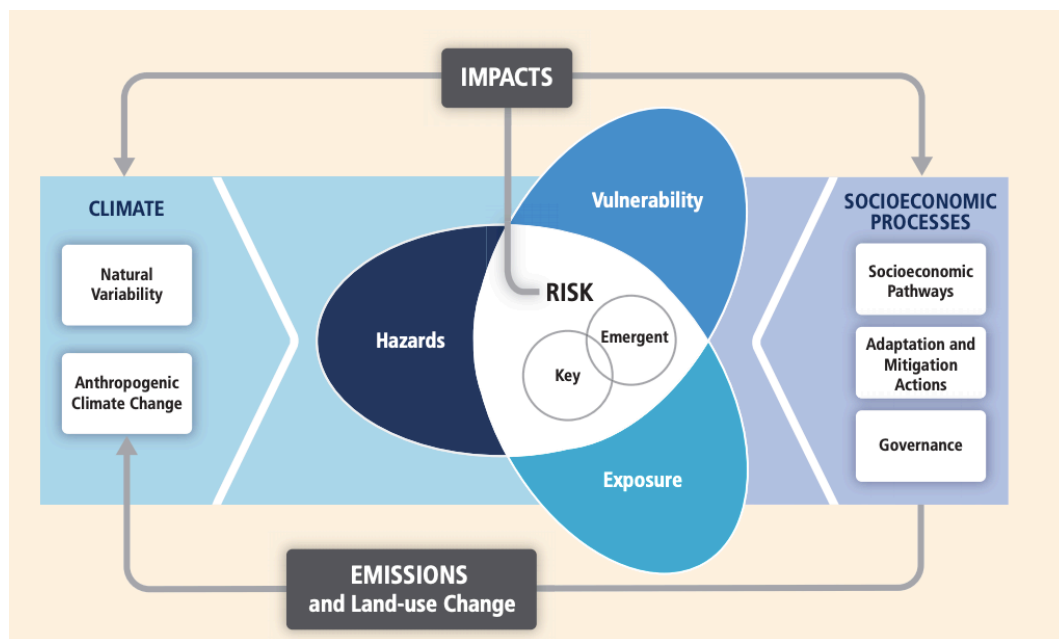 IMPACTS
CLIMATE
Natural
Variability
Anthropogenic
Climate Change
Vulnerability
Hazards
RISK
Emergent
Key
Exposure
SOCIOECONOMIC
PROCESSES
Socioeconomic
Pathways
Adaptation and
Mitigation
Actions
Governance
EMISSIONS
and Land-use Change